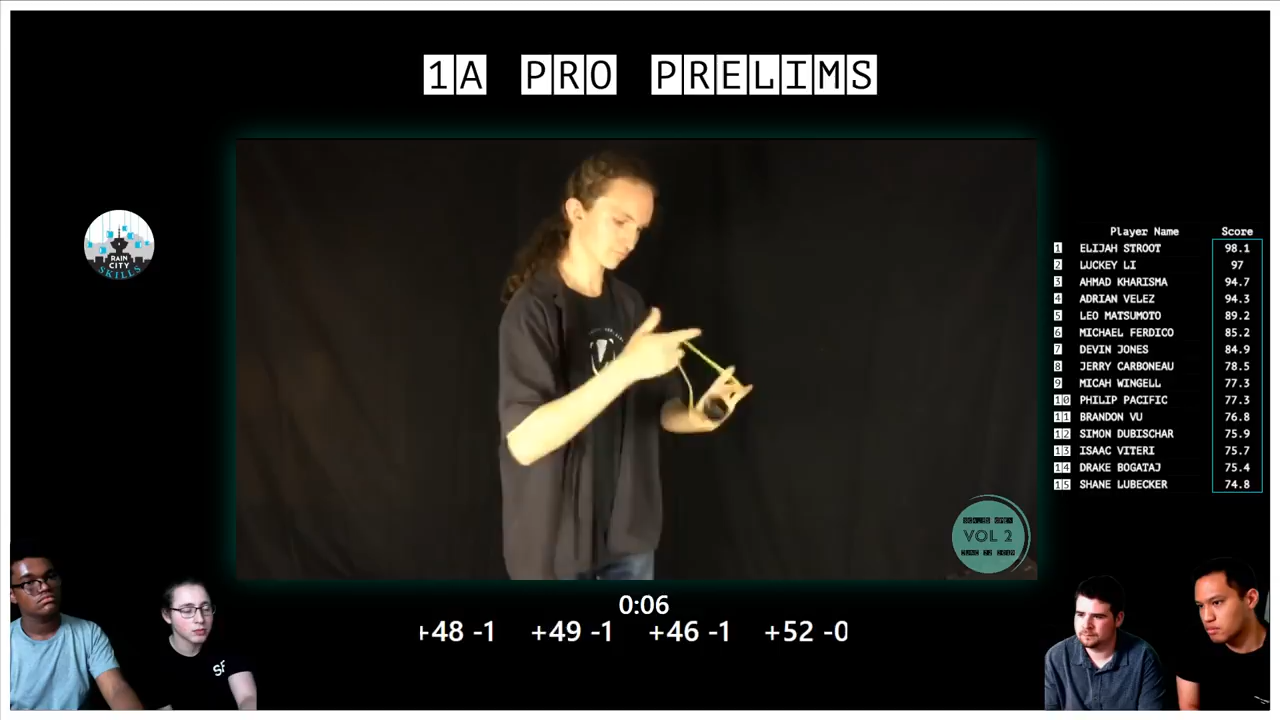 1A PRO PRELIMS
RAIN
CITY
SKILLS
Player Name Score
1 ELIJAH STROOT 98.1
2 LUCKEY LI 97
3 AHMAD KHARISMA 94.7
4 ADRIAN VELEZ 94.3
5 LEO MATSUMOTO 89.2
6 MICHAEL FERDICO 85.2
7 DEVIN JONES 84.9
8 JERRY CARBONEAU 78.5
9 MICAH WINGELL 77.3
10 PHILIP PACIFIC 77.3
11 BRANDON VU 76.8
12 SIMON DUBISCHAR 75.9
13 ISAAC VITERI 75.7
14 DRAKE BOGATAJ 75.4
15 SHANE LUBECKER 74.8
VOL 2
0:06
+48 -1 +49 -1 +46 -1 +52 -0